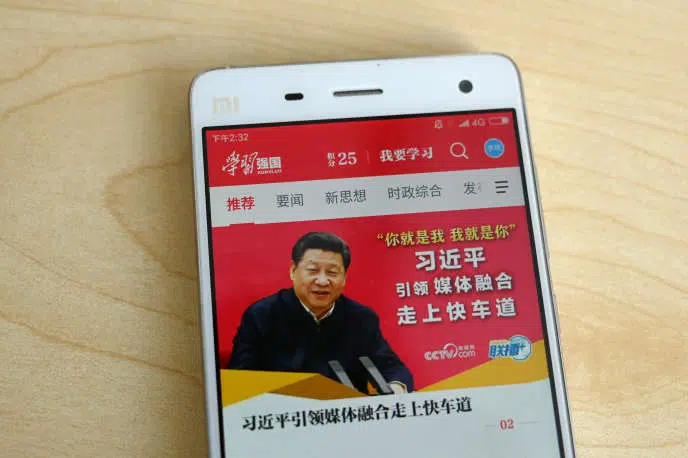 下午2:32
4G
学习强国
积分 25
我要学习
推荐 要闻 新思想 时政综合
“你就是我 我就是你”
习近平
引领 媒体融合
走上快车道
CCTV com 联播+
习近平引领媒体融合走上快车道
02